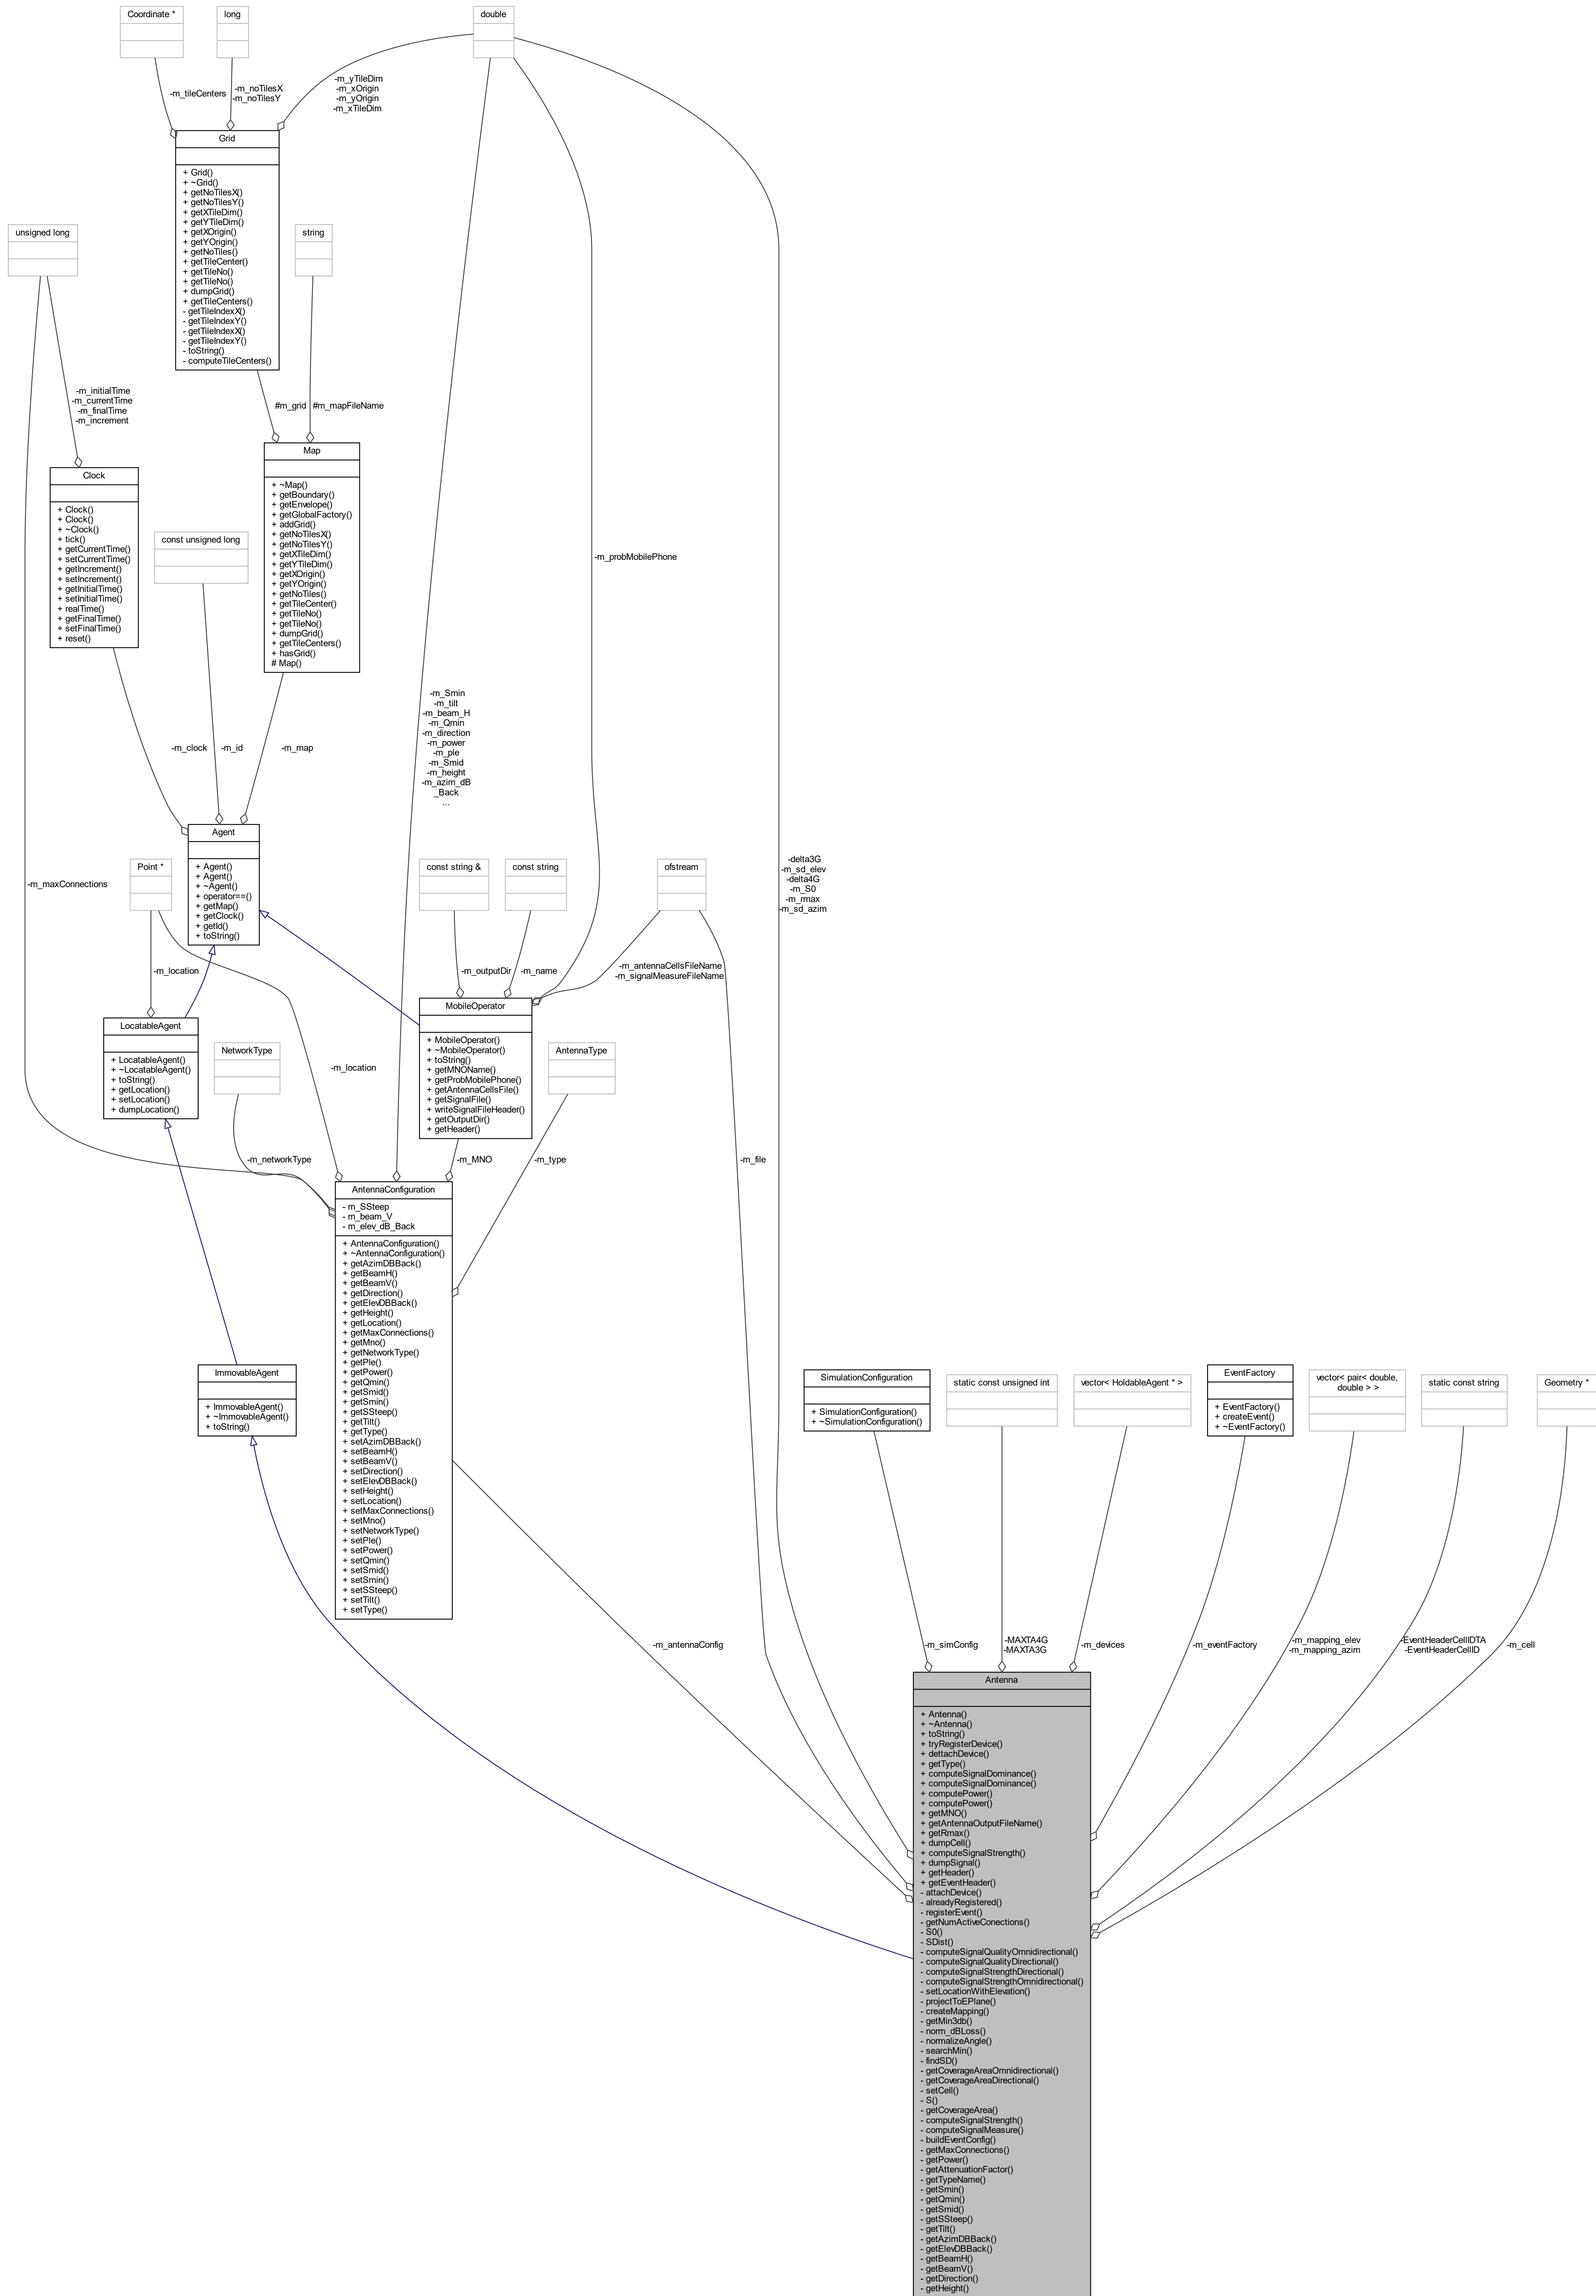 Coordinate *
long
double
-m_tileCenters
-m_noTilesX
-m_noTilesY
-m_yTileDim
-m_xOrigin
-m_yOrigin
-m_xTileDim
Grid
+ Grid()
+ ~Grid()
+ getNoTilesX()
+ getNoTilesY()
+ getXTileDim()
+ getYTileDim()
+ getXOrigin()
+ getYOrigin()
+ getNoTiles()
+ getTileCenter()
+ getTileNo()
+ getTileNo()
+ dumpGrid()
+ getTileCenters()
- getTileIndexX()
- getTileIndexY()
- getTileIndexX()
- getTileIndexY()
- toString()
- computeTileCenters()
unsigned long
string
-m_initialTime
-m_currentTime
-m_finalTime
-m_increment
#m_grid
#m_mapFileName
Clock
+ Clock()
+ Clock()
+ ~Clock()
+ tick()
+ getCurrentTime()
+ setCurrentTime()
+ getIncrement()
+ setIncrement()
+ getInitialTime()
+ setInitialTime()
+ realTime()
+ getFinalTime()
+ setFinalTime()
+ reset()
const unsigned long
Map
+ ~Map()
+ getBoundary()
+ getEnvelope()
+ getGlobalFactory()
+ addGrid()
+ getNoTilesX()
+ getNoTilesY()
+ getXTileDim()
+ getYTileDim()
+ getXOrigin()
+ getYOrigin()
+ getNoTiles()
+ getTileCenter()
+ getTileNo()
+ getTileNo()
+ dumpGrid()
+ getTileCenters()
+ hasGrid()
# Map()
-m_probMobilePhone
-m_clock
-m_id
-m_map
-m_Smin
-m_tilt
-m_beam_H
-m_Qmin
-m_direction
-m_power
-m_ple
-m_Smid
-m_height
-m_azim_dB
_Back
...
Agent
+ Agent()
+ Agent()
+ ~Agent()
+ operator==()
+ getMap()
+ getClock()
+ getId()
+ toString()
-m_maxConnections
Point *
const string &
const string
ofstream
-delta3G
-m_sd_elev
-delta4G
-m_S0
-m_rmax
-m_sd_azim
-m_location
-m_outputDir
-m_name
-m_antennaCellsFileName
-m_signalMeasureFileName
LocatableAgent
+ LocatableAgent()
+ ~LocatableAgent()
+ toString()
+ getLocation()
+ setLocation()
+ dumpLocation()
NetworkType
-m_location
MobileOperator
+ MobileOperator()
+ ~MobileOperator()
+ toString()
+ getMNOName()
+ getProbMobilePhone()
+ getAntennaCellsFile()
+ getSignalFile()
+ writeSignalFileHeader()
+ getOutputDir()
+ getHeader()
AntennaType
-m_networkType
-m_MNO
-m_type
-m_file
AntennaConfiguration
- m_SSteep
- m_beam_V
- m_elev_dB_Back
+ AntennaConfiguration()
+ ~AntennaConfiguration()
+ getAzimDBBack()
+ getBeamH()
+ getBeamV()
+ getDirection()
+ getElevDBBack()
+ getHeight()
+ getLocation()
+ getMaxConnections()
+ getMno()
+ getNetworkType()
+ getPle()
+ getPower()
+ getQmin()
+ getSmid()
+ getSmin()
+ getSSteep()
+ getTilt()
+ getType()
+ setAzimDBBack()
+ setBeamH()
+ setBeamV()
+ setDirection()
+ setElevDBBack()
+ setHeight()
+ setLocation()
+ setMaxConnections()
+ setMno()
+ setNetworkType()
+ setPle()
+ setPower()
+ setQmin()
+ setSmid()
+ setSmin()
+ setSSteep()
+ setTilt()
+ setType()
ImmovableAgent
+ ImmovableAgent()
+ ~ImmovableAgent()
+ toString()
SimulationConfiguration
+ SimulationConfiguration()
+ ~SimulationConfiguration()
static const unsigned int
vector< HoldableAgent * >
EventFactory
+ EventFactory()
+ createEvent()
+ ~EventFactory()
vector< pair< double,
double > >
static const string
Geometry *
-m_antennaConfig
-m_simConfig
-MAXTA4G
-MAXTA3G
-m_devices
-m_eventFactory
-m_mapping_elev
-m_mapping_azim
-EventHeaderCellIDTA
-EventHeaderCellID
-m_cell
Antenna
+ Antenna()
+ ~Antenna()
+ toString()
+ tryRegisterDevice()
+ dettachDevice()
+ getType()
+ computeSignalDominance()
+ computeSignalDominance()
+ computePower()
+ computePower()
+ getMNO()
+ getAntennaOutputFileName()
+ getRmax()
+ dumpCell()
+ computeSignalStrength()
+ dumpSignal()
+ getHeader()
+ getEventHeader()
- attachDevice()
- alreadyRegistered()
- registerEvent()
- getNumActiveConections()
- S0()
- SDist()
- computeSignalQualityOmnidirectional()
- computeSignalQualityDirectional()
- computeSignalStrengthDirectional()
- computeSignalStrengthOmnidirectional()
- setLocationWithElevation()
- projectToEPlane()
- createMapping()
- getMin3db()
- norm_dBLoss()
- normalizeAngle()
- searchMin()
- findSD()
- getCoverageAreaOmnidirectional()
- getCoverageAreaDirectional()
- setCell()
- S()
- getCoverageArea()
- computeSignalStrength()
- computeSignalMeasure()
- buildEventConfig()
- getMaxConnections()
- getPower()
- getAttenuationFactor()
- getTypeName()
- getSmin()
- getQmin()
- getSmid()
- getSSteep()
- getTilt()
- getAzimDBBack()
- getElevDBBack()
- getBeamH()
- getBeamV()
- getDirection()
- getHeight()